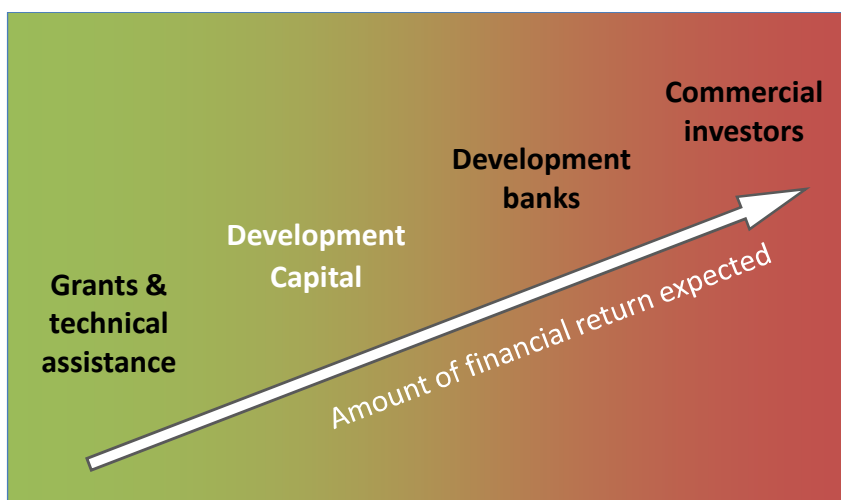 Commercial
investors
Development
banks
Development
Capital
Grants &
technical
assistance
Amount of financial return expected